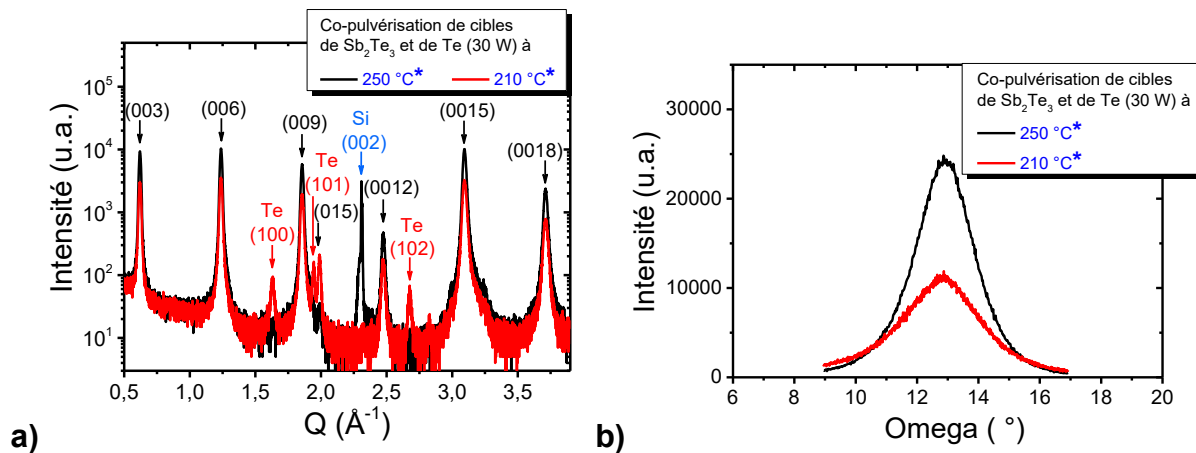 Co-pulvérisation de cibles
de Sb₂Te₃ et de Te (30 W) à
250 °C* 210 °C*
10⁵
10⁴
10³
10²
10¹
Intensité (u.a.)
(003)
(006)
Te
(100)
(009)
Te
(101)
(015)
Si
(002)
(0012)
Te
(102)
(0015)
(0018)
0,5 1,0 1,5 2,0 2,5 3,0 3,5
Q (Å⁻¹)
a)
Co-pulvérisation de cibles
de Sb₂Te₃ et de Te (30 W) à
250 °C*
210 °C*
30000
20000
10000
0
Intensité (u.a.)
6 8 10 12 14 16 18 20
Omega ( °)
b)